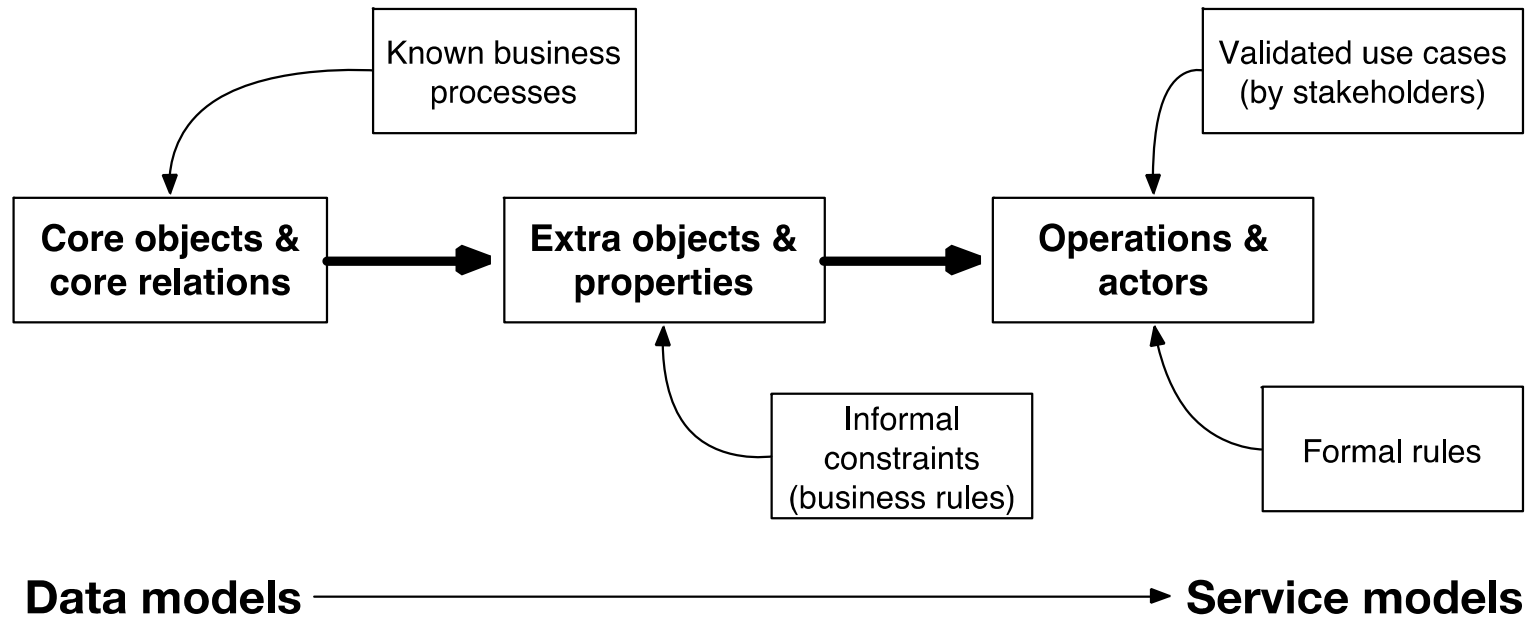 Known business
processes
Validated use cases
(by stakeholders)
Core objects &
core relations
Extra objects &
properties
Operations &
actors
Informal
constraints
(business rules)
Formal rules
Data models
Service models